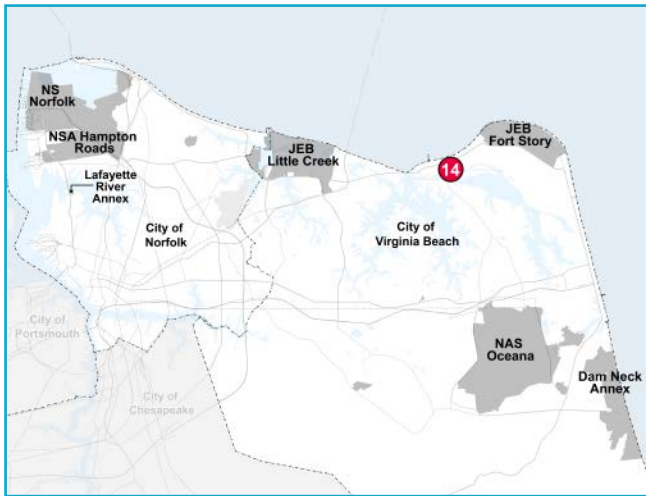 NS
Norfolk
NSA Hampton
Roads
Lafayette
River
Annex
City of
Norfolk
JEB
Little Creek
JEB
Fort Story
14
City of
Virginia Beach
City of
Portsmouth
City of
Chesapeake
NAS
Oceana
Dam Neck
Annex